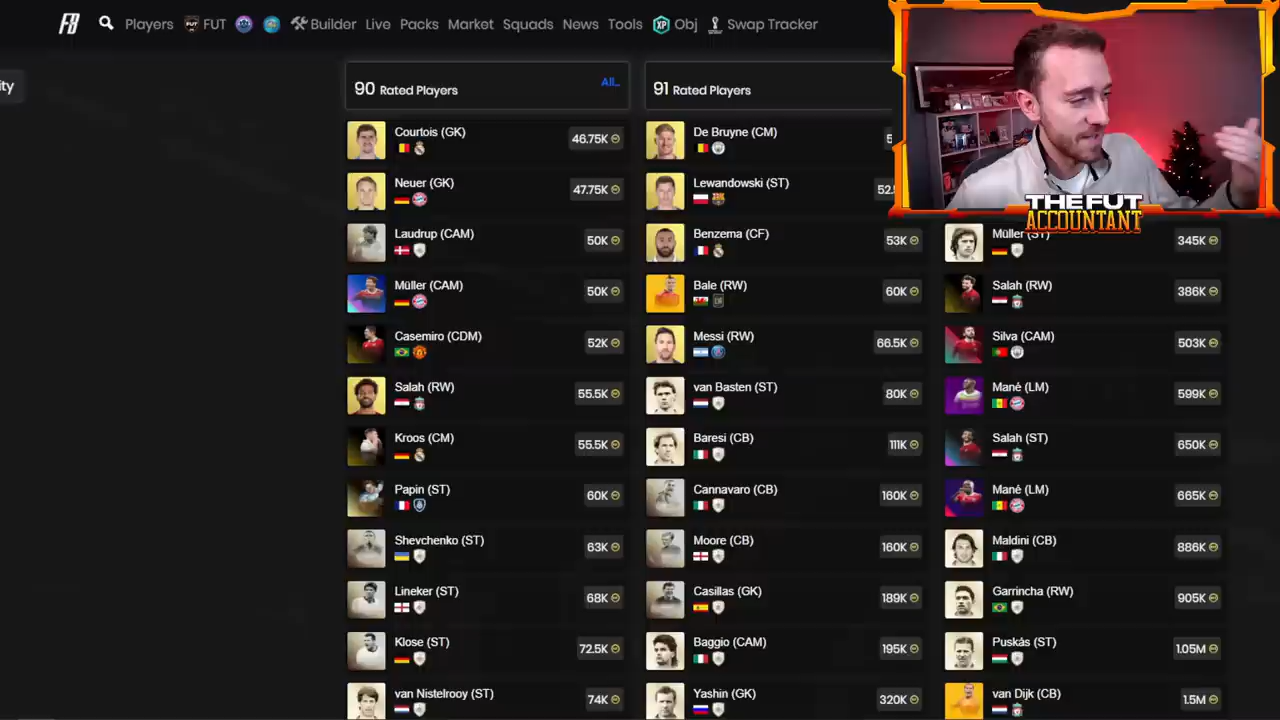 FB Players FUT Builder Live Packs Market Squads News Tools XP Obj Swap Tracker
ity
90 Rated Players All...
Courtois (GK) 46.75K
Neuer (GK) 47.75K
Laudrup (CAM) 50K
Müller (CAM) 50K
Casemiro (CDM) 52K
Salah (RW) 55.5K
Kroos (CM) 55.5K
Papin (ST) 60K
Shevchenko (ST) 63K
Lineker (ST) 68K
Klose (ST) 72.5K
van Nistelrooy (ST) 74K
91 Rated Players
De Bruyne (CM) 5
Lewandowski (ST) 52.
Benzema (CF) 53K
Bale (RW) 60K
Messi (RW) 66.5K
van Basten (ST) 80K
Baresi (CB) 111K
Cannavaro (CB) 160K
Moore (CB) 160K
Casillas (GK) 189K
Baggio (CAM) 195K
Yashin (GK) 320K
THE FUT
ACCOUNTANT
Müller (ST) 345K
Salah (RW) 386K
Silva (CAM) 503K
Mané (LM) 599K
Salah (ST) 650K
Mané (LM) 665K
Maldini (CB) 886K
Garrincha (RW) 905K
Puskás (ST) 1.05M
van Dijk (CB) 1.5M